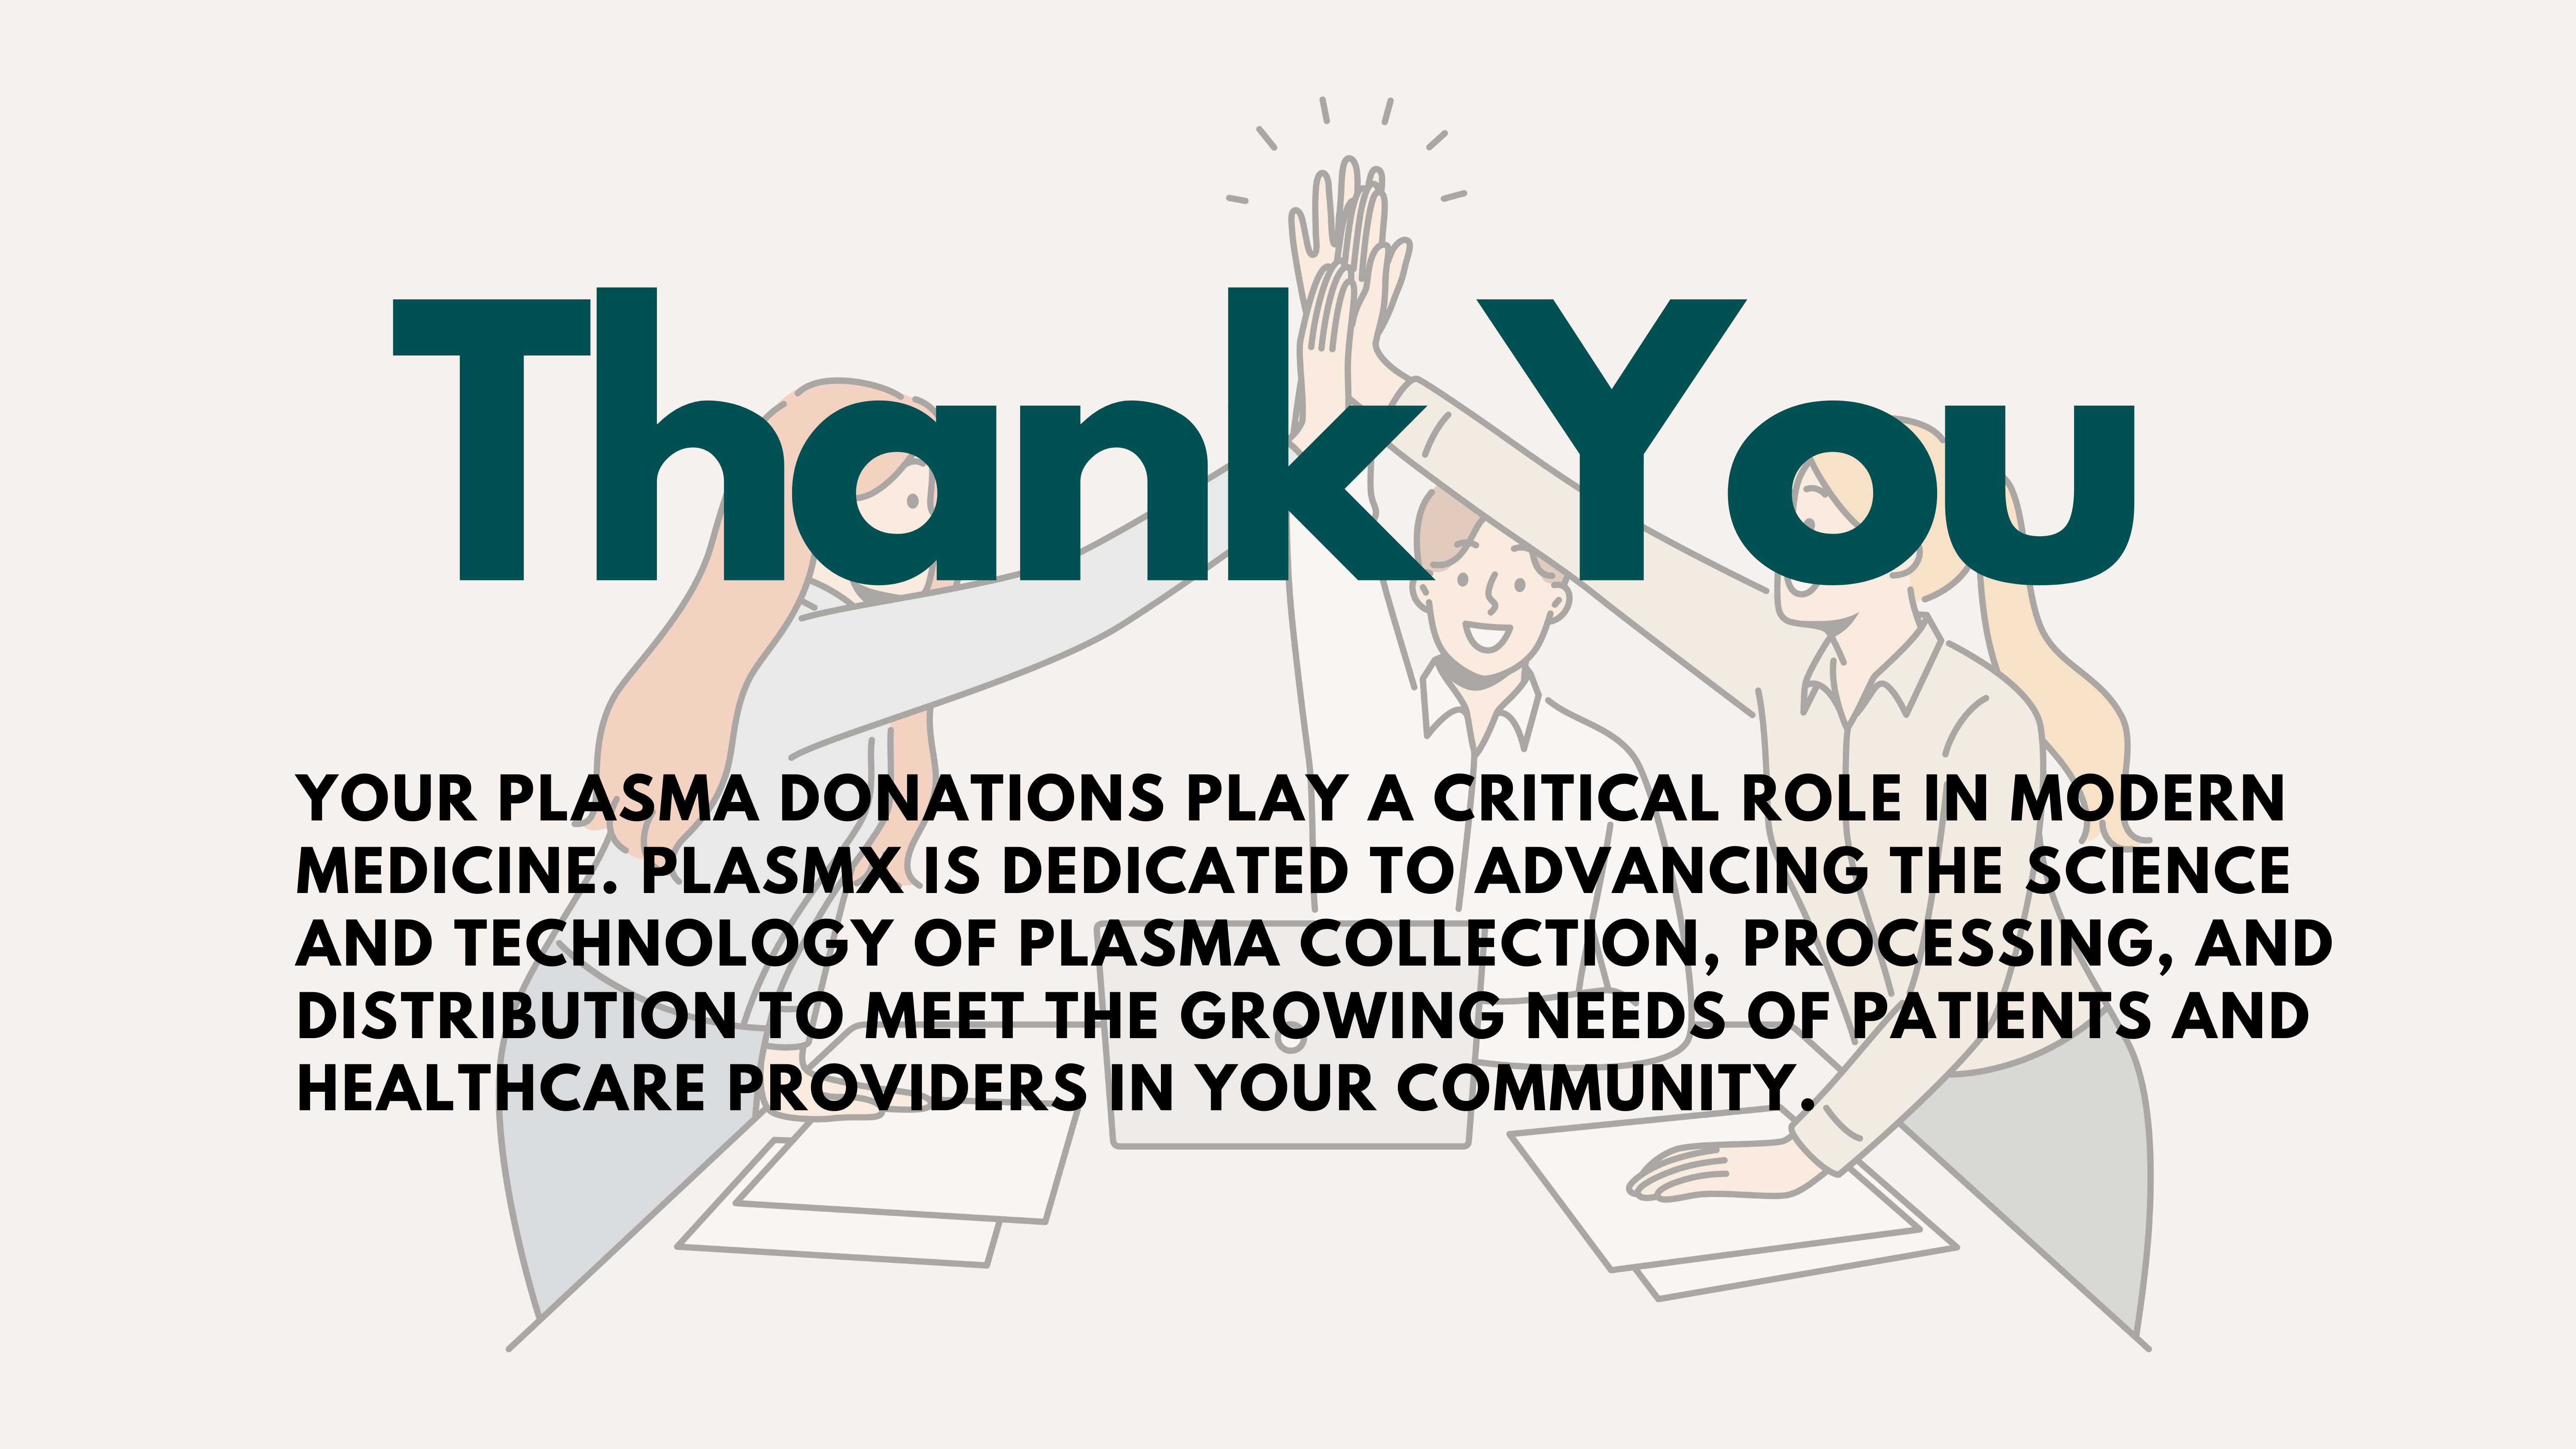 Thank You
YOUR PLASMA DONATIONS PLAY A CRITICAL ROLE IN MODERN
MEDICINE. PLASMX IS DEDICATED TO ADVANCING THE SCIENCE
AND TECHNOLOGY OF PLASMA COLLECTION, PROCESSING, AND
DISTRIBUTION TO MEET THE GROWING NEEDS OF PATIENTS AND
HEALTHCARE PROVIDERS IN YOUR COMMUNITY.